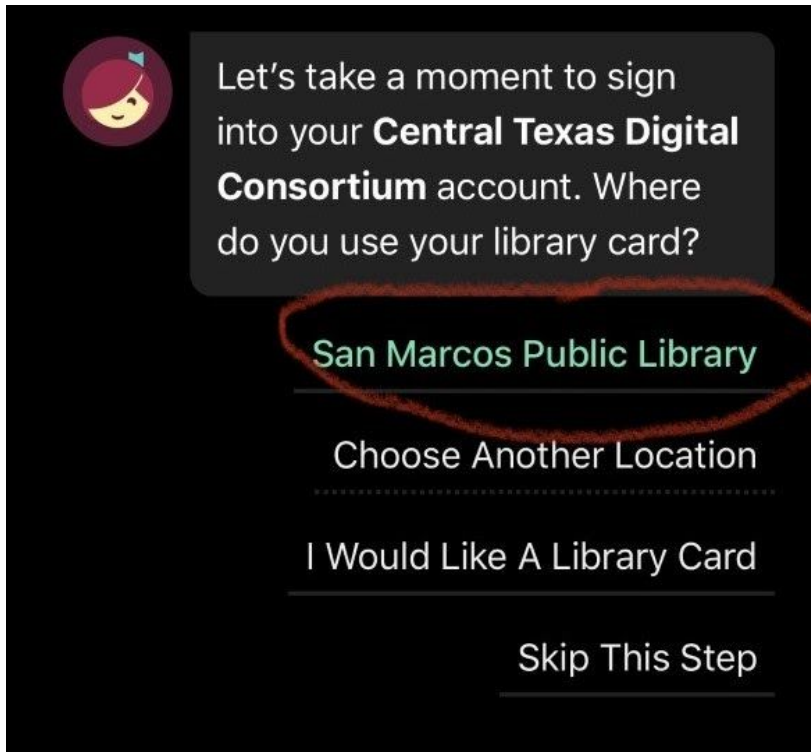 Let’s take a moment to sign
into your Central Texas Digital
Consortium account. Where
do you use your library card?
San Marcos Public Library
Choose Another Location
I Would Like A Library Card
Skip This Step